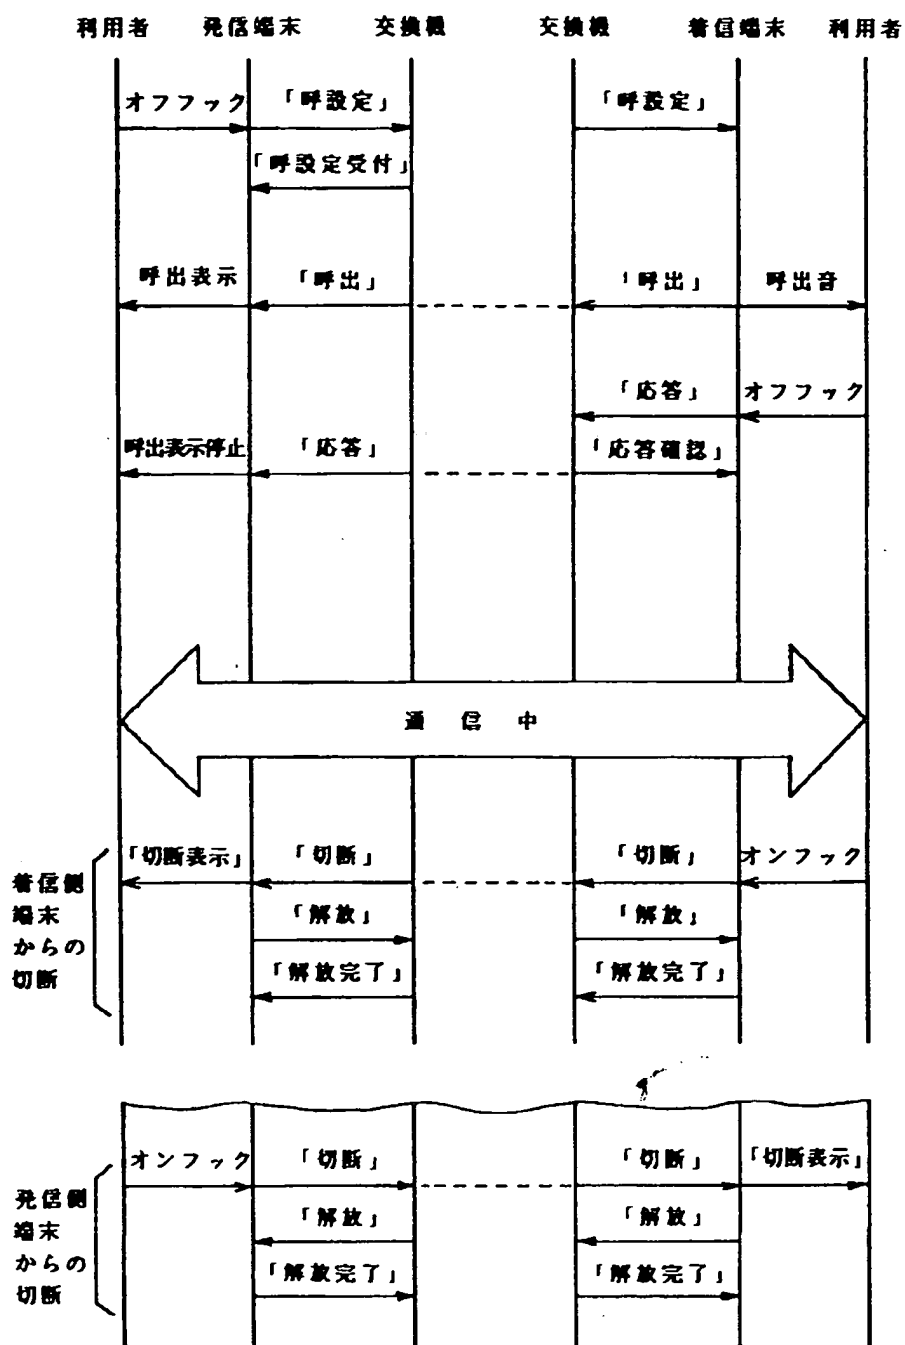 利用者 発信端末 交換機 交換機 着信端末 利用者
オフフック 「呼設定」 「呼設定」
「呼設定受付」
呼出表示 「呼出」 「呼出」 呼出音
「応答」 オフフック
呼出表示停止 「応答」 「応答確認」
通信中
着信側
端末
からの
切断
「切断表示」 「切断」 「切断」 オンフック
「解放」 「解放」
「解放完了」 「解放完了」
発信側
端末
からの
切断
オンフック 「切断」 「切断」 「切断表示」
「解放」 「解放」
「解放完了」 「解放完了」